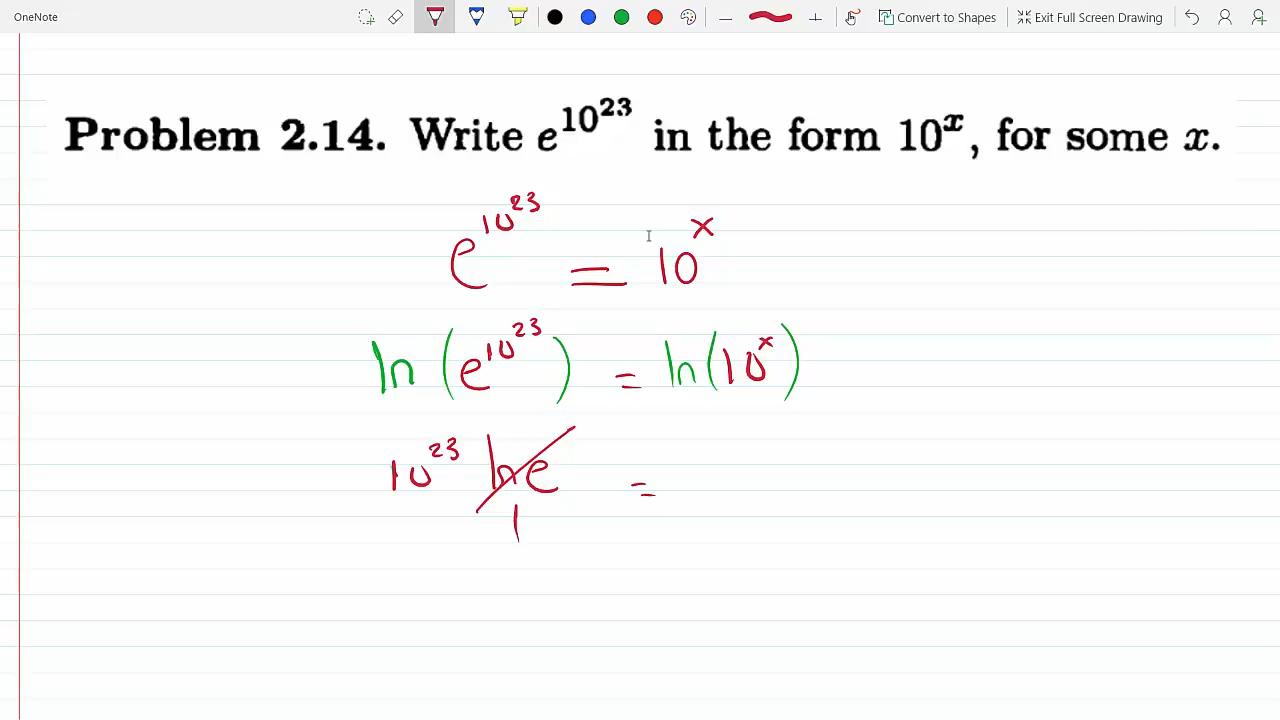 OneNote Convert to Shapes Exit Full Screen Drawing
Problem 2.14. Write e^{10^{23}} in the form 10^x, for some x.
e^{10^{23}} = 10^x
ln (e^{10^{23}}) = ln(10^x)
10^{23} ln e =
1